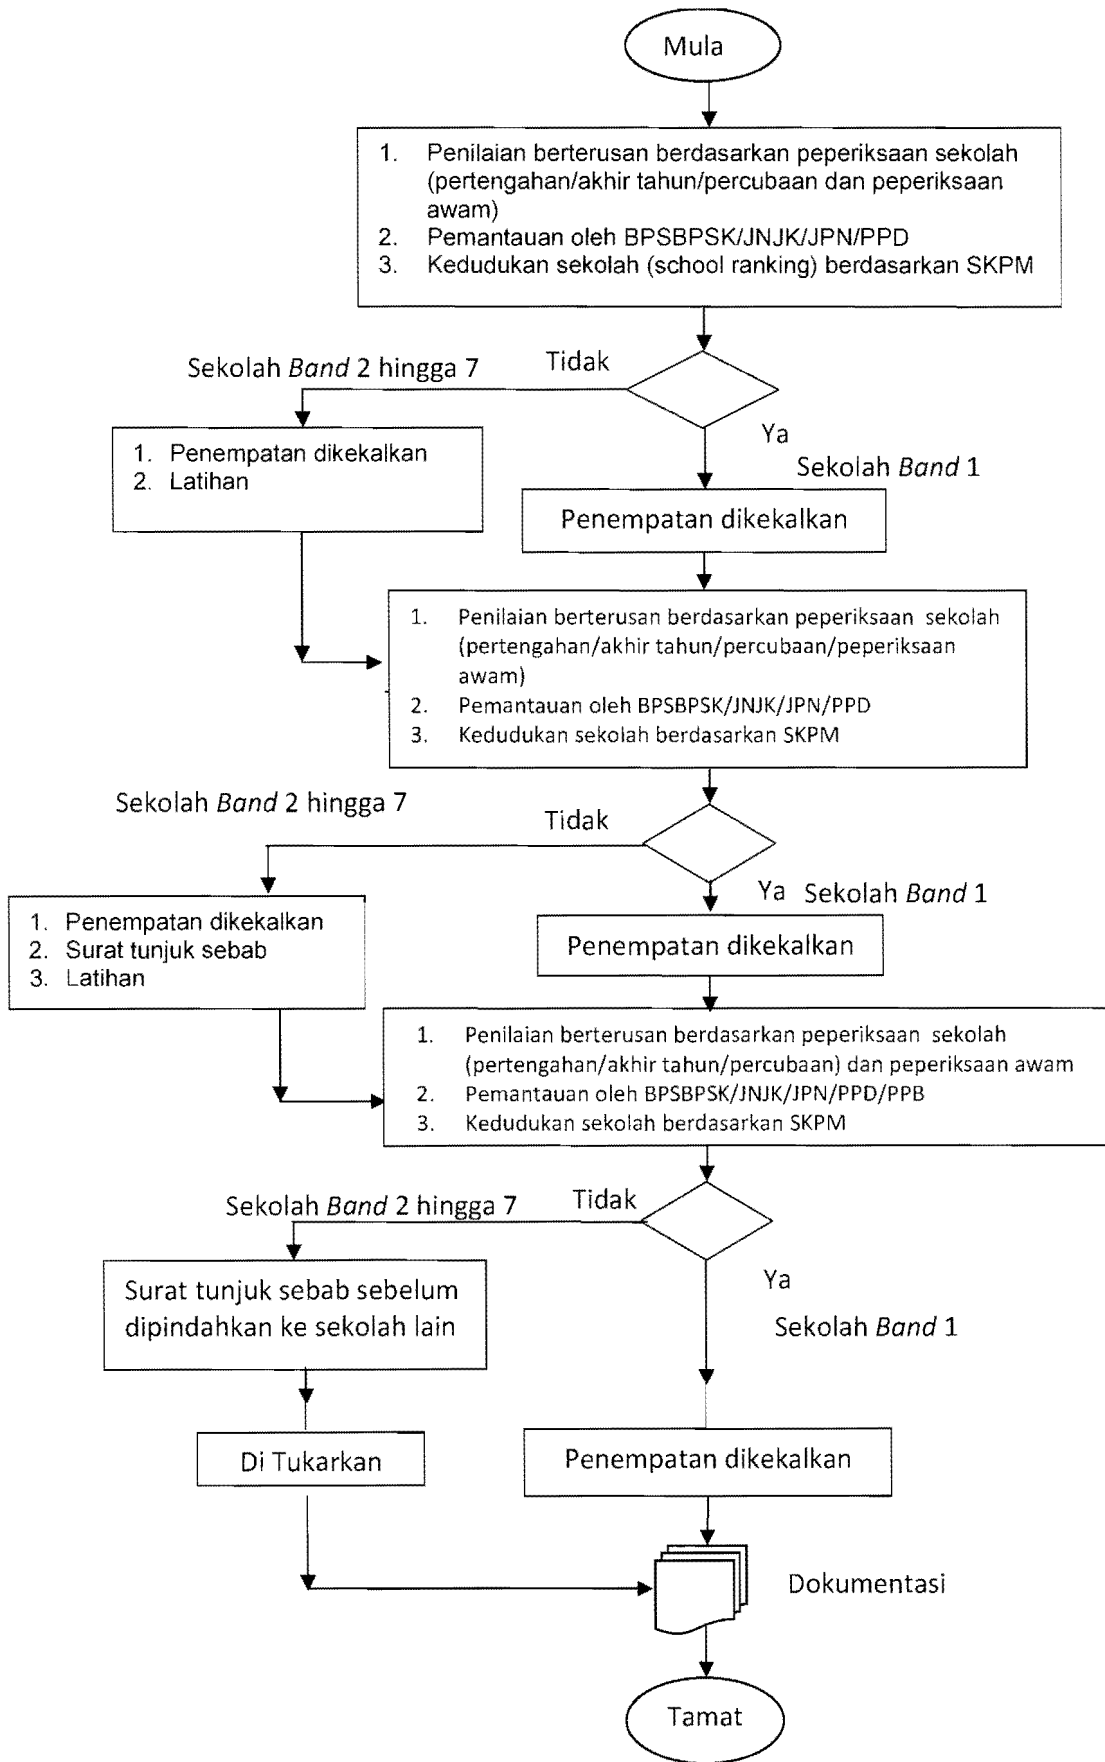 Mula
1. Penilaian berterusan berdasarkan peperiksaan sekolah
(pertengahan/akhir tahun/percubaan dan peperiksaan
awam)
2. Pemantauan oleh BPSBPSK/JNJK/JPN/PPD
3. Kedudukan sekolah (school ranking) berdasarkan SKPM
Sekolah Band 2 hingga 7
Tidak
Ya
Sekolah Band 1
1. Penempatan dikekalkan
2. Latihan
Penempatan dikekalkan
1. Penilaian berterusan berdasarkan peperiksaan sekolah
(pertengahan/akhir tahun/percubaan/peperiksaan
awam)
2. Pemantauan oleh BPSBPSK/JNJK/JPN/PPD
3. Kedudukan sekolah berdasarkan SKPM
Sekolah Band 2 hingga 7
Tidak
Ya Sekolah Band 1
1. Penempatan dikekalkan
2. Surat tunjuk sebab
3. Latihan
Penempatan dikekalkan
1. Penilaian berterusan berdasarkan peperiksaan sekolah
(pertengahan/akhir tahun/percubaan) dan peperiksaan awam
2. Pemantauan oleh BPSBPSK/JNJK/JPN/PPD/PPB
3. Kedudukan sekolah berdasarkan SKPM
Sekolah Band 2 hingga 7
Tidak
Ya
Sekolah Band 1
Surat tunjuk sebab sebelum
dipindahkan ke sekolah lain
Di Tukarkan
Penempatan dikekalkan
Dokumentasi
Tamat